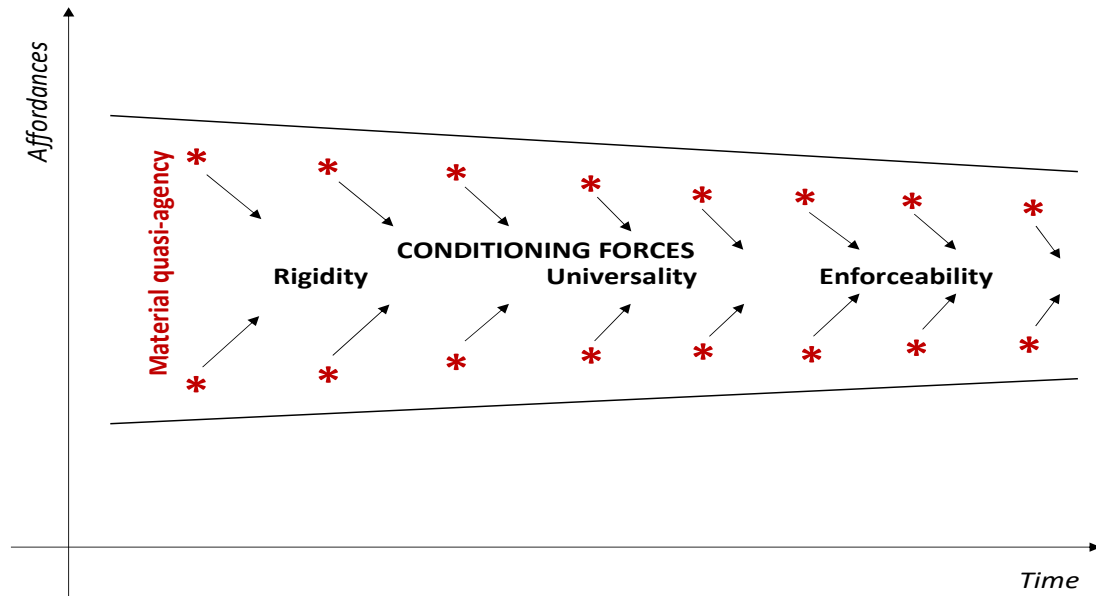 Affordances
Material quasi-agency
* * * * * * * *
CONDITIONING FORCES
Rigidity Universality Enforceability
* * * * * * * *
Time